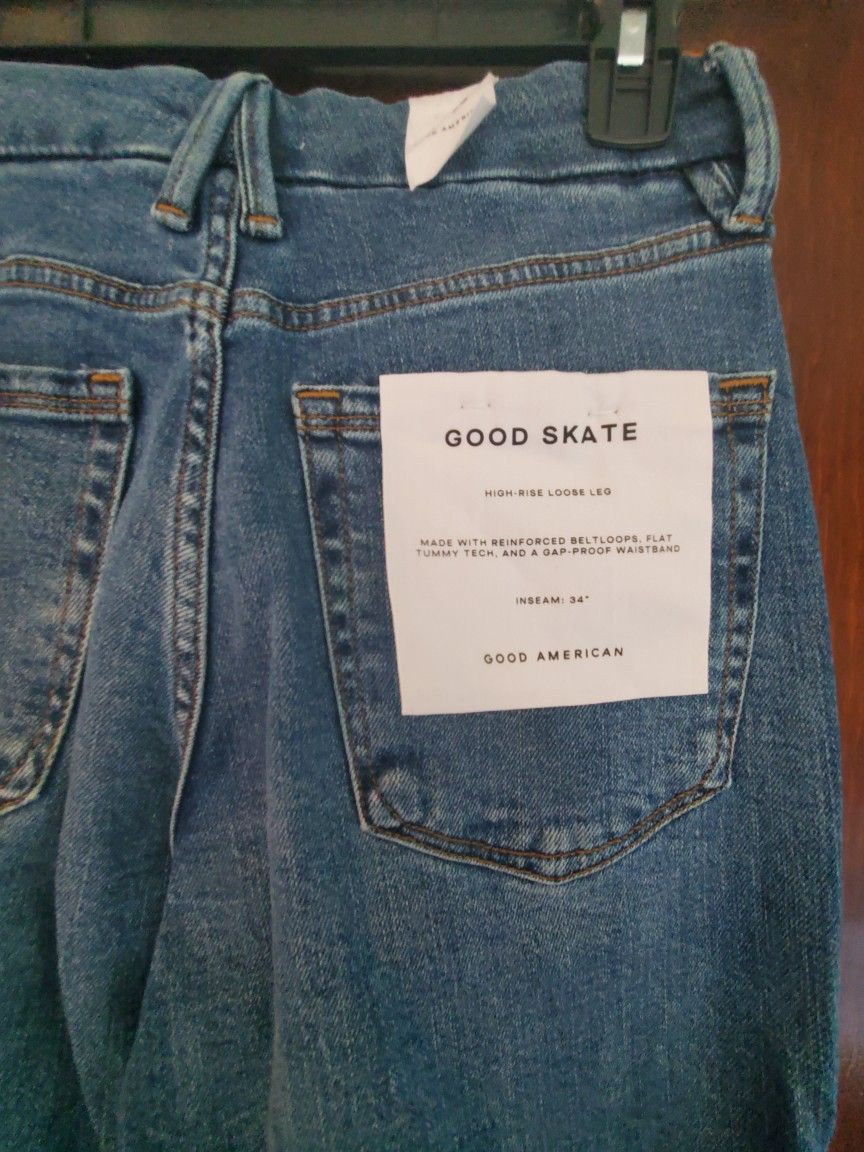 GOOD SKATE
HIGH-RISE LOOSE LEG
MADE WITH REINFORCED BELTLOOPS, FLAT
TUMMY TECH, AND A GAP-PROOF WAISTBAND
INSEAM: 34"
GOOD AMERICAN